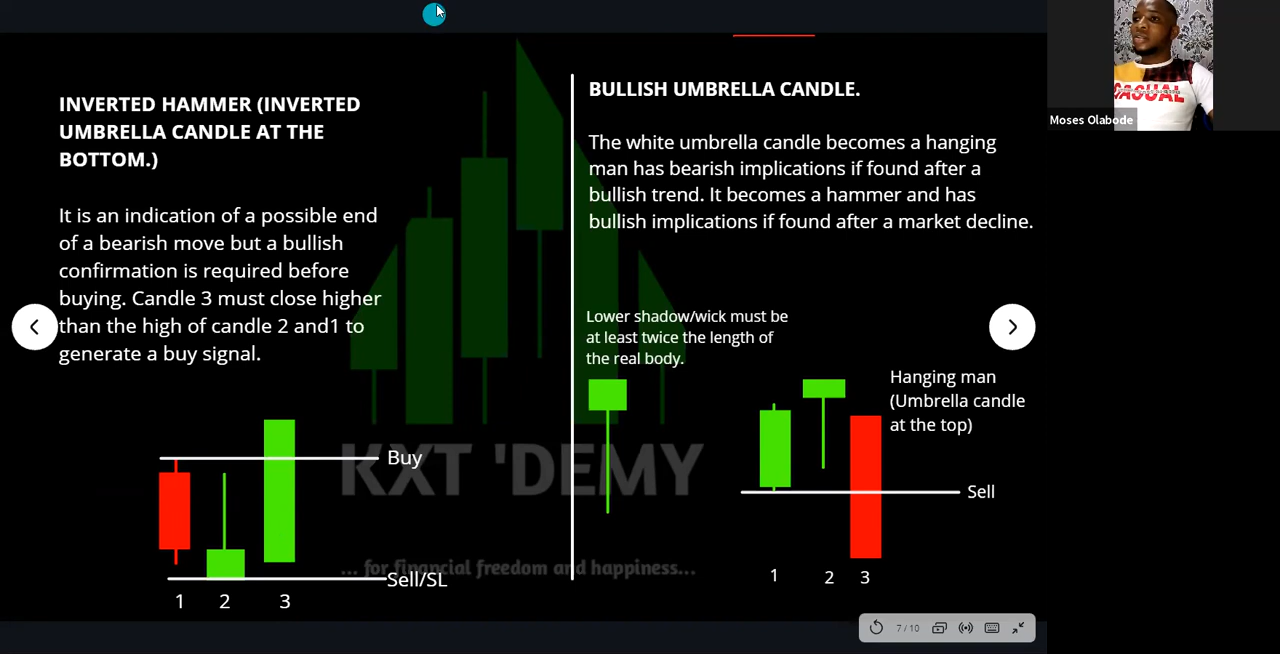 INVERTED HAMMER (INVERTED
UMBRELLA CANDLE AT THE
BOTTOM.)
It is an indication of a possible end
of a bearish move but a bullish
confirmation is required before
buying. Candle 3 must close higher
than the high of candle 2 and1 to
generate a buy signal.
Buy
Sell/SL
1 2 3
BULLISH UMBRELLA CANDLE.
The white umbrella candle becomes a hanging
man has bearish implications if found after a
bullish trend. It becomes a hammer and has
bullish implications if found after a market decline.
Lower shadow/wick must be
at least twice the length of
the real body.
Hanging man
(Umbrella candle
at the top)
Sell
1 2 3
KXT 'DEMY
... for financial freedom and happiness...
7 / 10
CASUAL
Moses Olabode